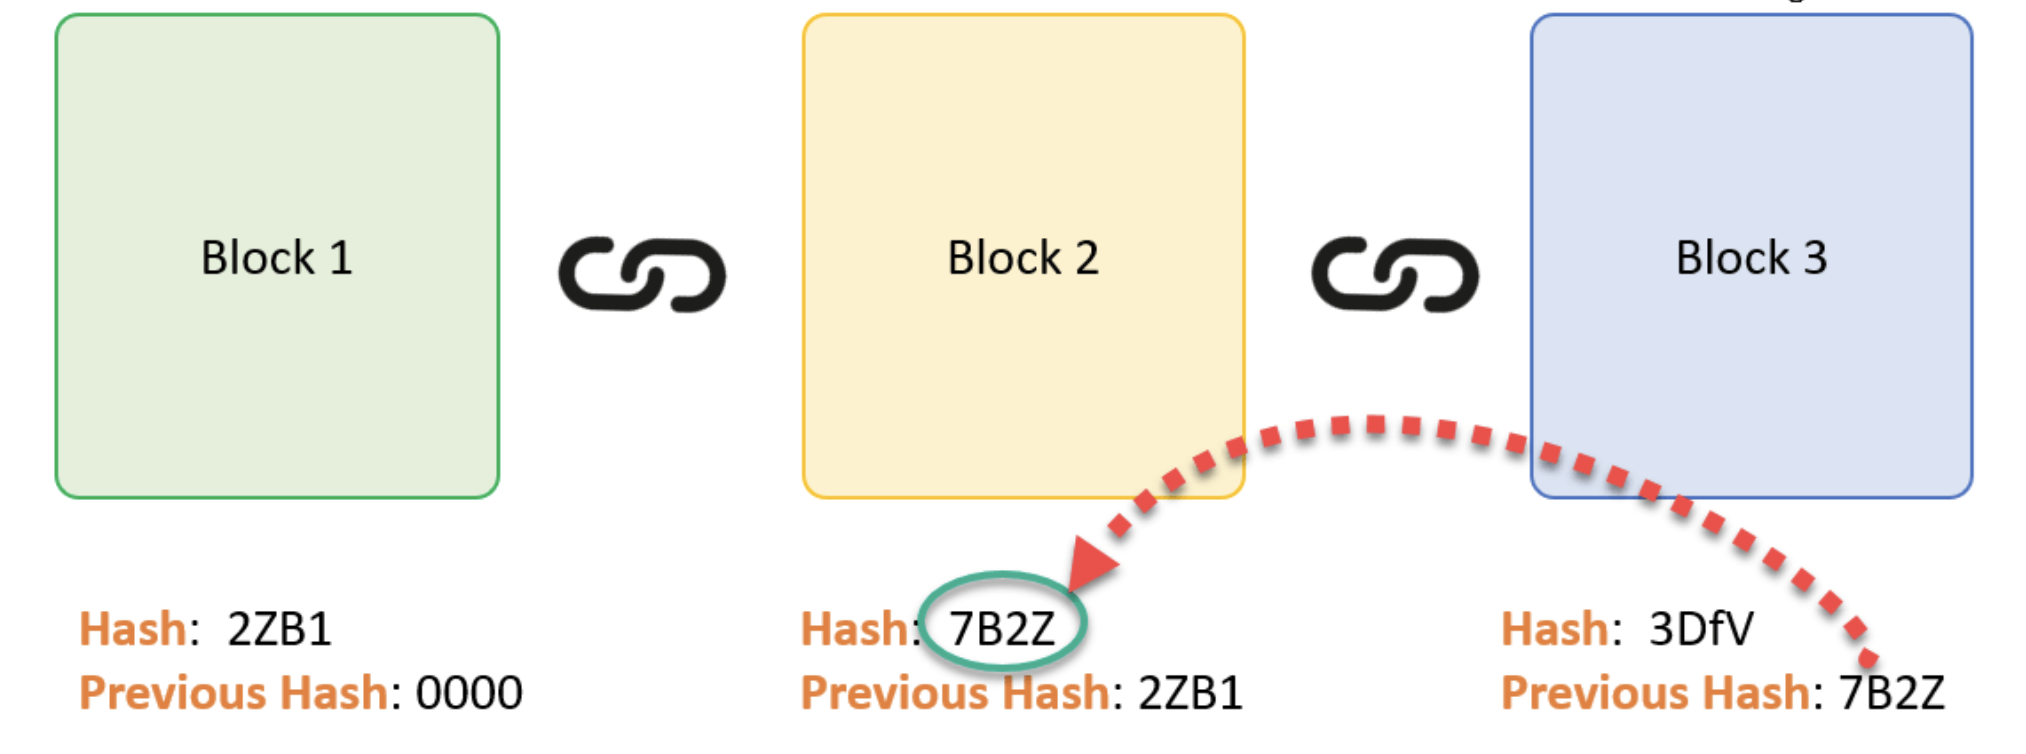 Block 1
Block 2
Block 3
Hash: 2ZB1
Previous Hash: 0000
Hash: 7B2Z
Previous Hash: 2ZB1
Hash: 3DfV
Previous Hash: 7B2Z